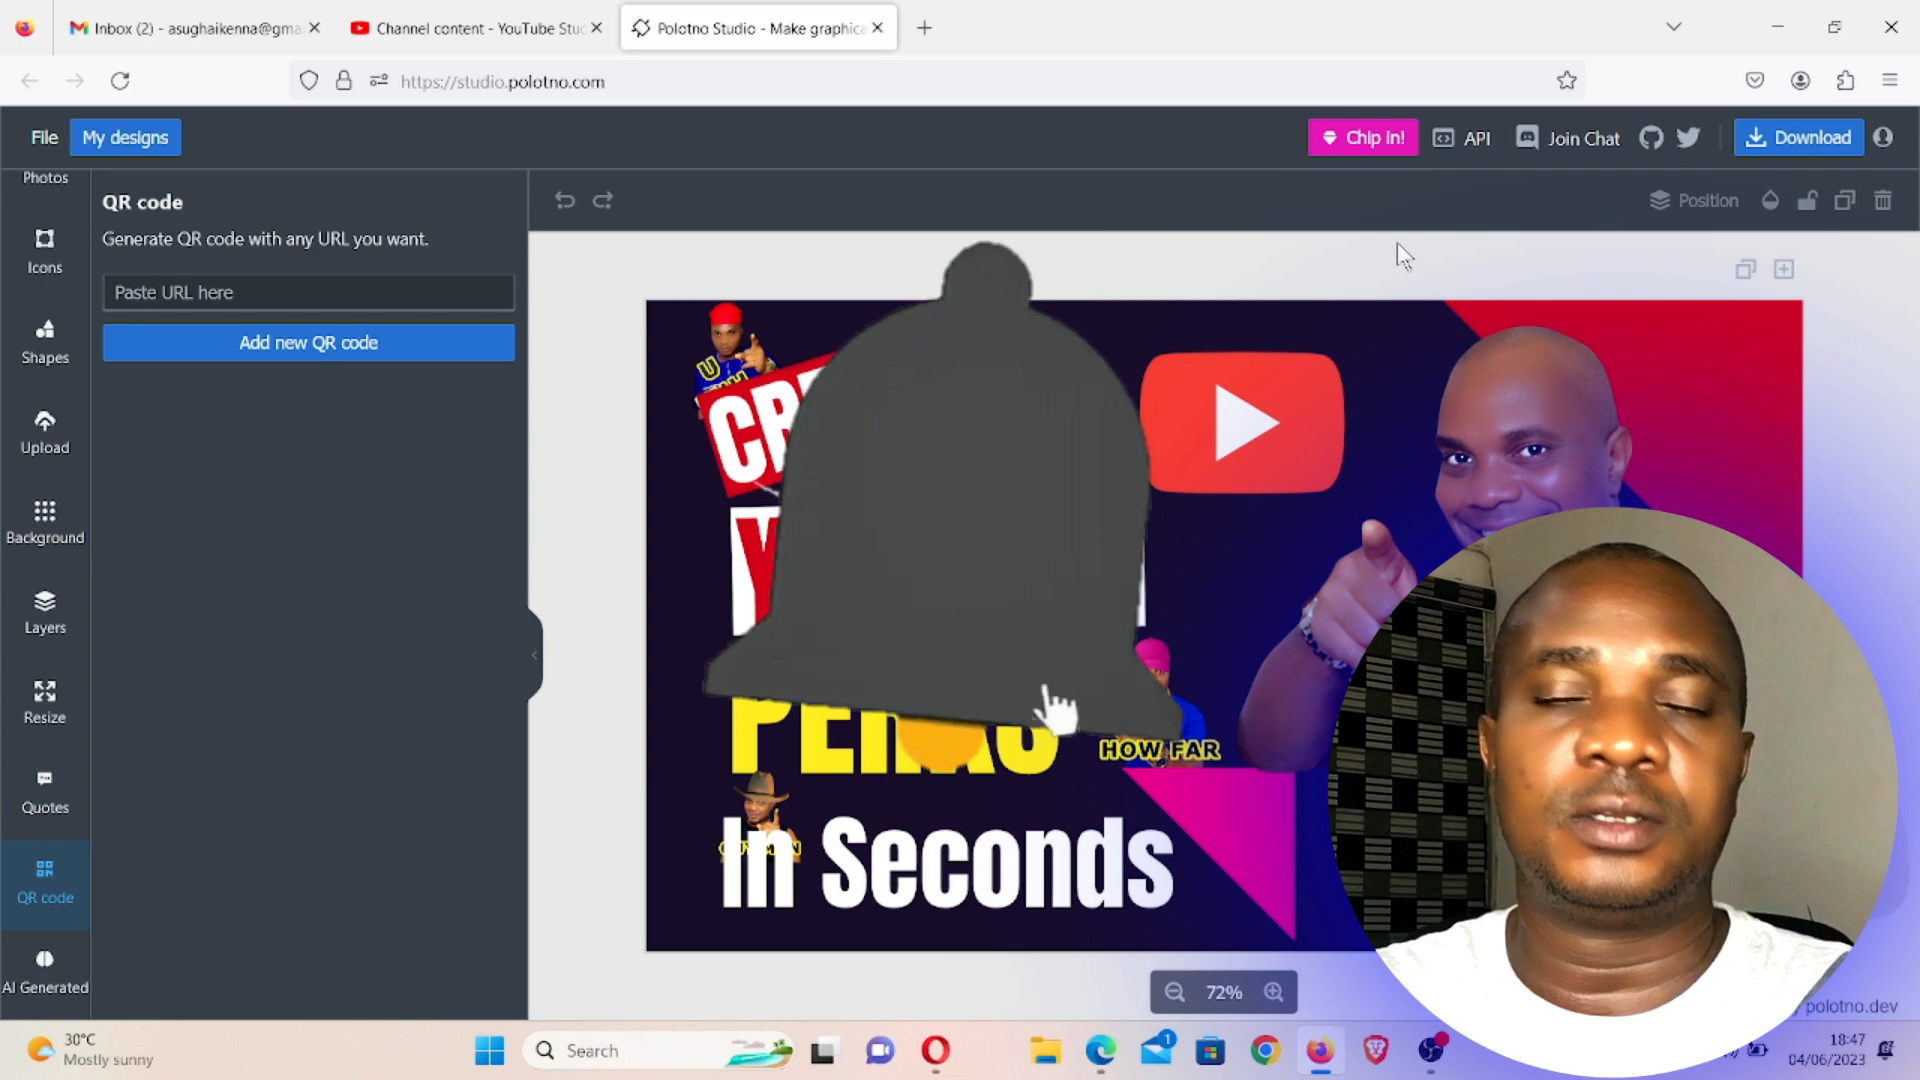 Inbox (2) - asughaikenna@gma
Channel content - YouTube Stud
Polotno Studio - Make graphica
https://studio.polotno.com
File
My designs
Chip in!
API
Join Chat
Download
Photos
Icons
Shapes
Upload
Background
Layers
Resize
Quotes
QR code
AI Generated
QR code
Generate QR code with any URL you want.
Paste URL here
Add new QR code
Position
HOW FAR
In Seconds
72%
polotno.dev
30°C
Mostly sunny
Search
1
18:47
04/06/2023